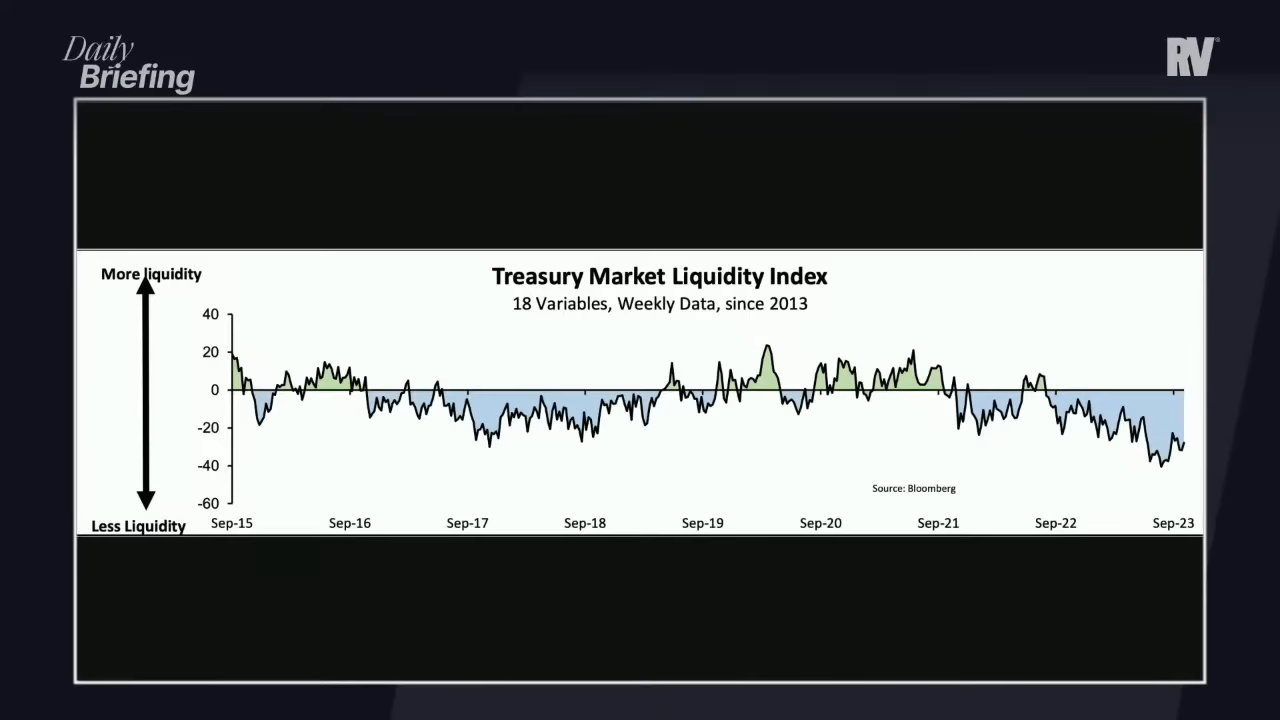 Daily
Briefing
RV
More liquidity
Treasury Market Liquidity Index
18 Variables, Weekly Data, since 2013
40
20
0
-20
-40
-60
Source: Bloomberg
Less Liquidity
Sep-15 Sep-16 Sep-17 Sep-18 Sep-19 Sep-20 Sep-21 Sep-22 Sep-23